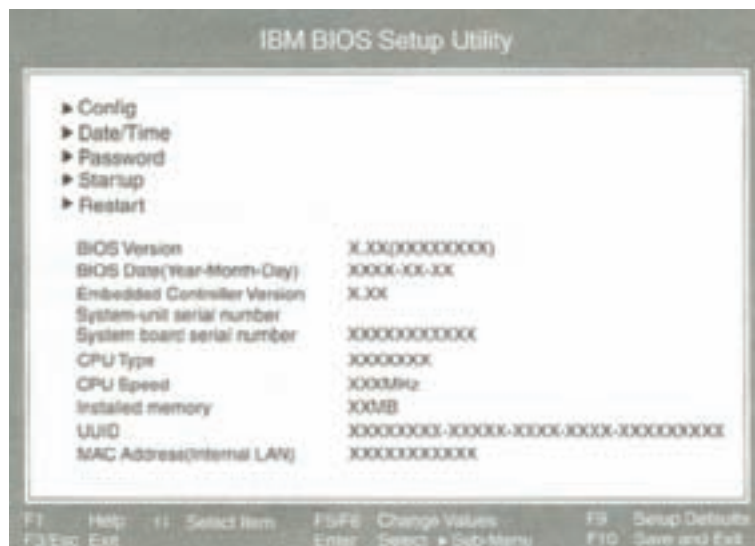 IBM BIOS Setup Utility
▶ Config
▶ Date/Time
▶ Password
▶ Startup
▶ Restart
BIOS Version X.XX(XXXXXXXX)
BIOS Date(Year-Month-Day) XXXX-XX-XX
Embedded Controller Version X.XX
System-unit serial number
System board serial number XXXXXXXXXXX
CPU Type XXXXXXX
CPU Speed XXXMHz
Installed memory XXMB
UUID XXXXXXXX-XXXXX-XXXX-XXXX-XXXXXXXXX
MAC Address(Internal LAN) XXXXXXXXXXX
F1 Help ↑↓ Select Item F5/F6 Change Values F9 Setup Defaults
F3/Esc Exit Enter Select ▸ Sub-Menu F10 Save and Exit